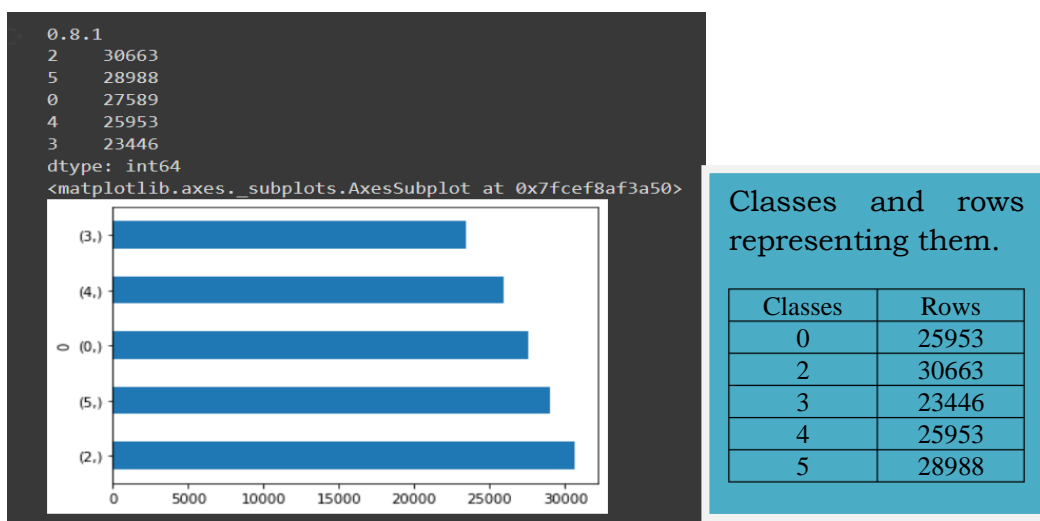 0.8.1
2 30663
5 28988
0 27589
4 25953
3 23446
dtype: int64
<matplotlib.axes._subplots.AxesSubplot at 0x7fcef8af3a50>
(3,)
(4,)
0 (0,)
(5,)
(2,)
0 5000 10000 15000 20000 25000 30000
Classes and rows
representing them.
Classes Rows
0 25953
2 30663
3 23446
4 25953
5 28988